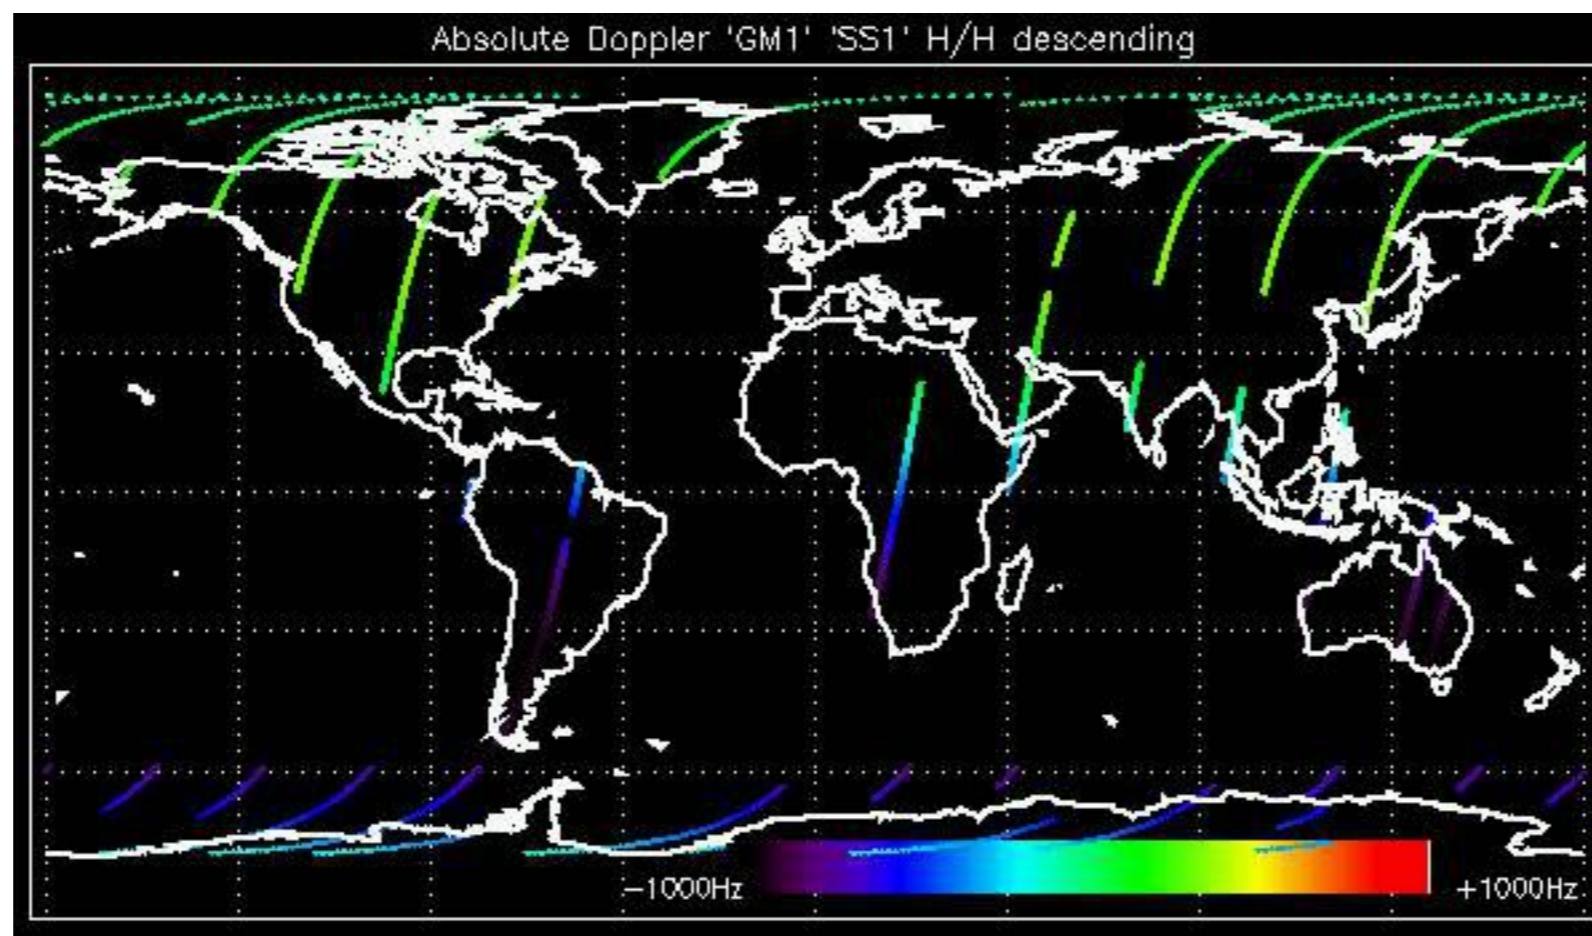 Absolute Doppler 'GM1' 'SS1' H/H descending
−1000Hz
+1000Hz